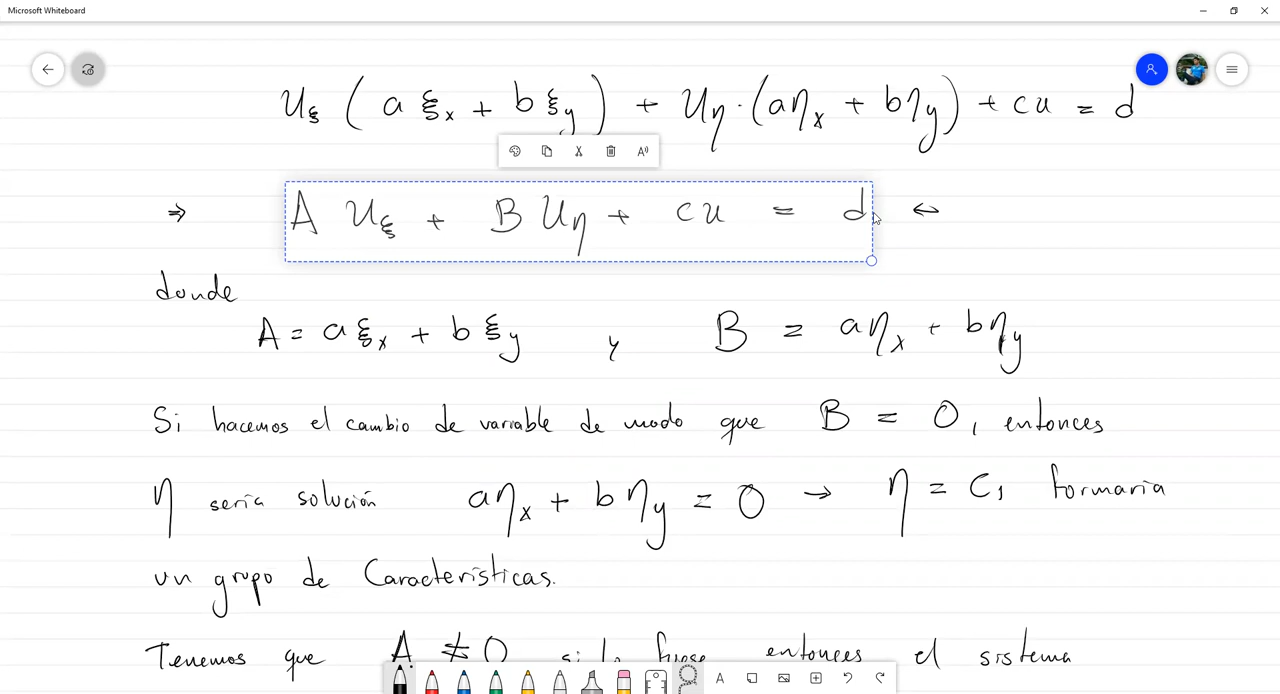 Microsoft Whiteboard
u_ξ (a ξ_x + b ξ_y) + u_η · (a η_x + b η_y) + cu = d
⇒ A u_ξ + B u_η + cu = d ↔
donde
A = a ξ_x + b ξ_y y B = a η_x + b η_y
Si hacemos el cambio de variable de modo que B = 0, entonces
η sería solución a η_x + b η_y = 0 → η = C_1 formaría
un grupo de Características.
Tenemos que A ≠ 0 si lo fuese entonces el sistema